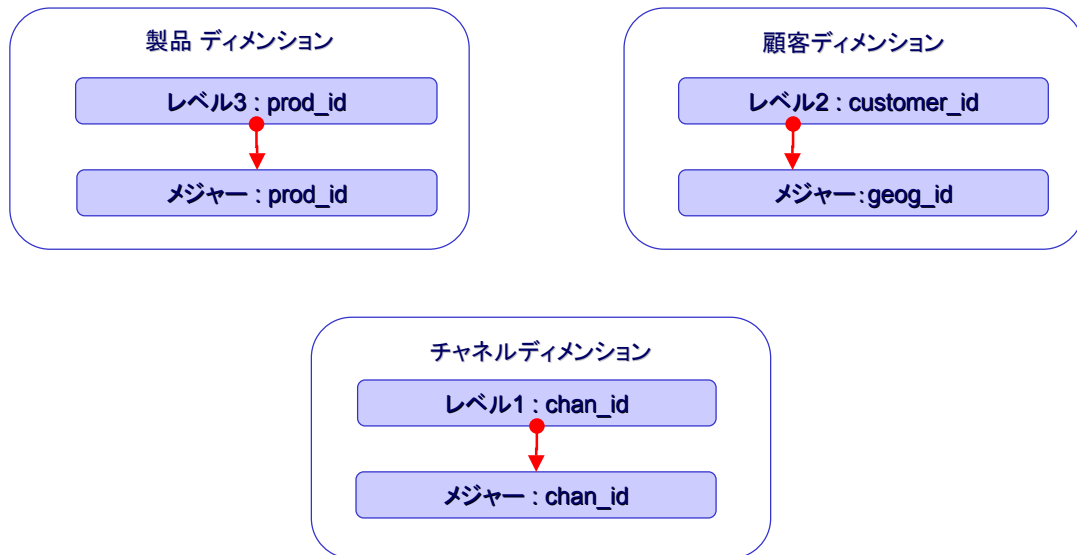 製品 ディメンション
レベル3 : prod_id
メジャー : prod_id
顧客ディメンション
レベル2 : customer_id
メジャー：geog_id
チャネルディメンション
レベル1 : chan_id
メジャー : chan_id